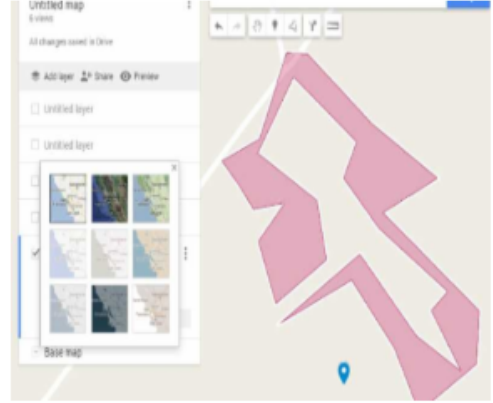 Untitled map
6 views
All changes saved in Drive
Add layer Share Preview
Untitled layer
Untitled layer
Base map